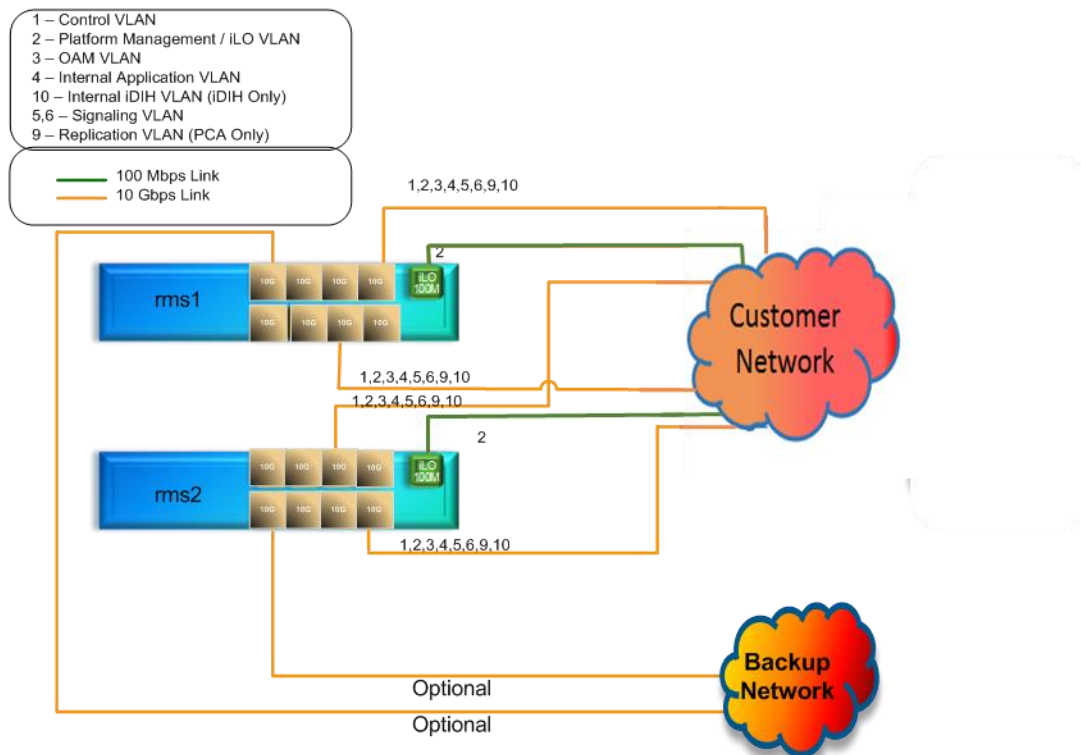 1 – Control VLAN
2 – Platform Management / iLO VLAN
3 – OAM VLAN
4 – Internal Application VLAN
10 – Internal iDIH VLAN (iDIH Only)
5,6 – Signaling VLAN
9 – Replication VLAN (PCA Only)
100 Mbps Link
10 Gbps Link
1,2,3,4,5,6,9,10
2
rms1
10G 10G 10G 10G
iLO
100M
10G 10G 10G 10G
Customer
Network
1,2,3,4,5,6,9,10
1,2,3,4,5,6,9,10
2
rms2
10G 10G 10G 10G
iLO
100M
10G 10G 10G 10G
1,2,3,4,5,6,9,10
Backup
Network
Optional
Optional